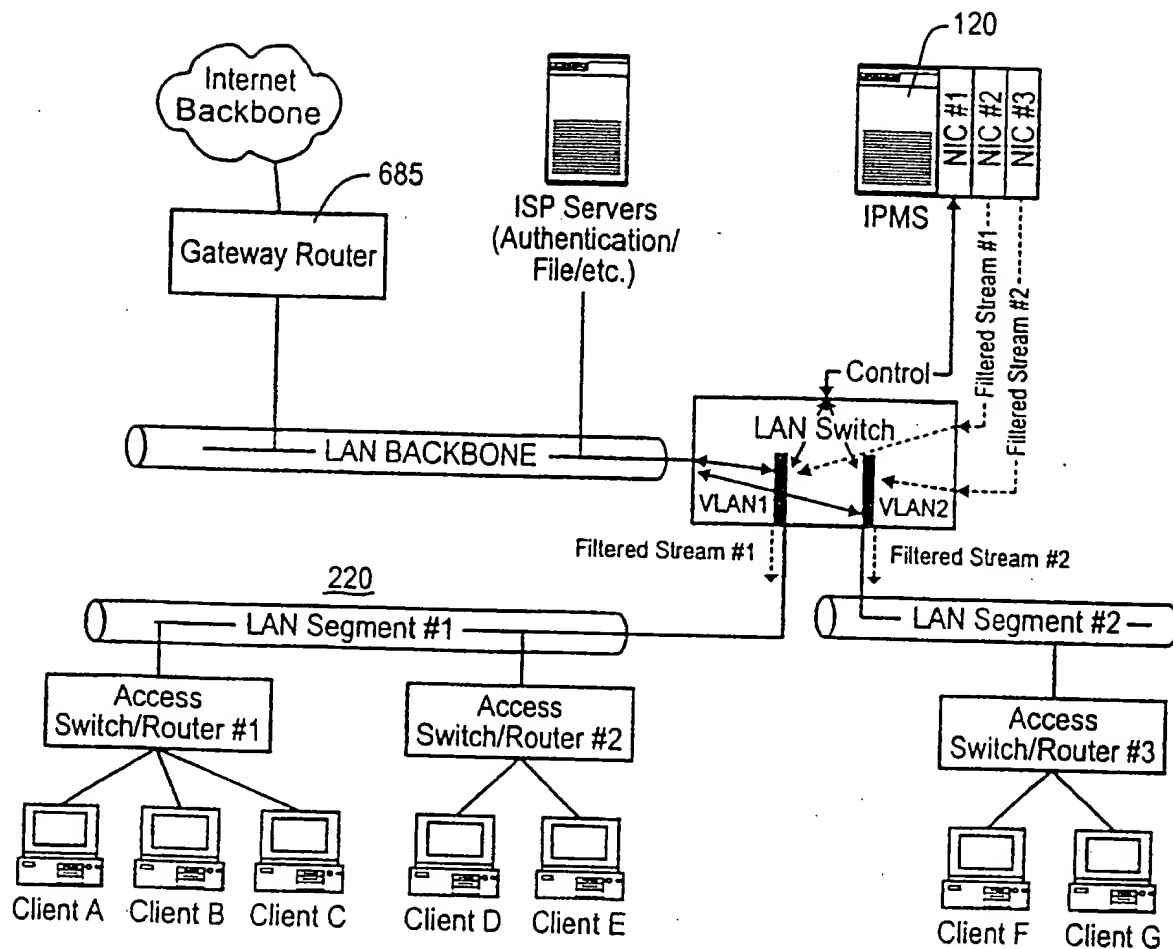 120
Internet
Backbone
685
Gateway Router
ISP Servers
(Authentication/
File/etc.)
NIC #1
NIC #2
NIC #3
IPMS
Filtered Stream #1
Filtered Stream #2
Control
LAN Switch
LAN BACKBONE
VLAN1
VLAN2
Filtered Stream #1
Filtered Stream #2
220
LAN Segment #1
LAN Segment #2
Access
Switch/Router #1
Access
Switch/Router #2
Access
Switch/Router #3
Client A
Client B
Client C
Client D
Client E
Client F
Client G